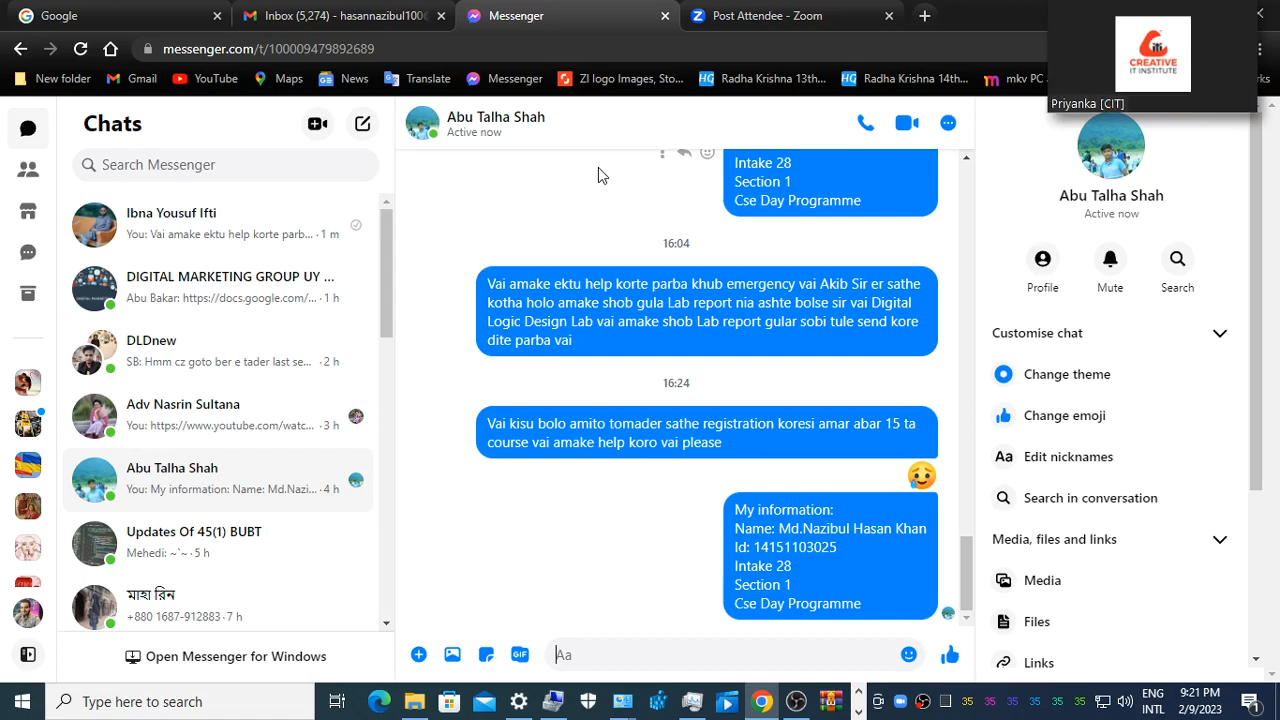 Google
Inbox (5,274) - hasannazibul100
Messenger
Post Attendee - Zoom
messenger.com/t/100009479892689
New folder
Gmail
YouTube
Maps
News
Translate
Messenger
ZI logo Images, Sto...
Radha Krishna 13th...
Radha Krishna 14th...
mkv PC
CREATIVE
IT INSTITUTE
Priyanka [CIT]
Chats
Search Messenger
Ibna Yousuf Ifti
You: Vai amake ektu help korte parb... · 1 m
DIGITAL MARKETING GROUP UY ...
Abu Bakar: https://docs.google.com/... · 1 h
DLDnew
SB: Hmm cz goto ber e tader last se... · 2 h
Adv Nasrin Sultana
You: https://www.youtube.com/watc... · 3 h
Abu Talha Shah
You: My information: Name: Md.Nazi... · 4 h
Updates Of 45(1) BUBT
Mehedi: ~`~ · 5 h
মাহা রিন
+880 1687-912883 · 7 h
Open Messenger for Windows
Abu Talha Shah
Active now
Intake 28
Section 1
Cse Day Programme
16:04
Vai amake ektu help korte parba khub emergency vai Akib Sir er sathe
kotha holo amake shob gula Lab report nia ashte bolse sir vai Digital
Logic Design Lab vai amake shob Lab report gular sobi tule send kore
dite parba vai
16:24
Vai kisu bolo amito tomader sathe registration koresi amar abar 15 ta
course vai amake help koro vai please
My information:
Name: Md.Nazibul Hasan Khan
Id: 14151103025
Intake 28
Section 1
Cse Day Programme
GIF
Aa
Abu Talha Shah
Active now
Profile
Mute
Search
Customise chat
Change theme
Change emoji
Aa Edit nicknames
Search in conversation
Media, files and links
Media
Files
Links
Type here to search
35 35 35 35 35 35
ENG
INTL
9:21 PM
2/9/2023
1